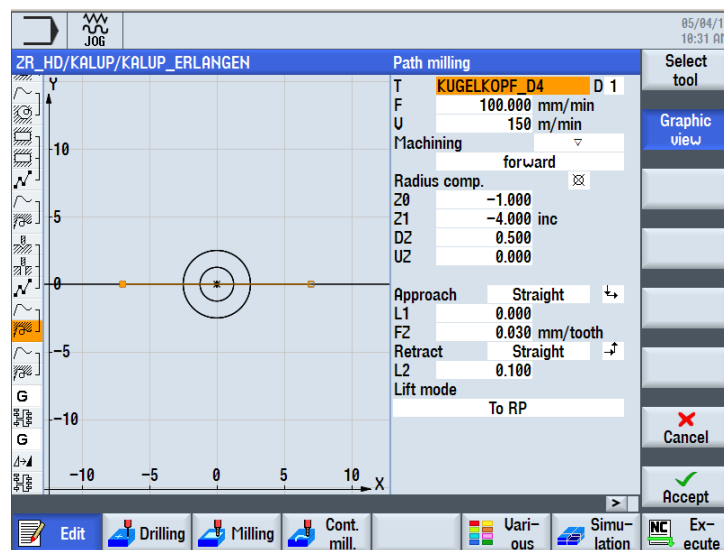 JOG
05/04/1
10:31 AM
ZR_HD/KALUP/KALUP_ERLANGEN
Path milling
Select
tool
T KUGELKOPF_D4 D 1
F 100.000 mm/min
V 150 m/min
Machining ▽
forward
Radius comp.
Z0 -1.000
Z1 -4.000 inc
DZ 0.500
UZ 0.000
Approach Straight
L1 0.000
FZ 0.030 mm/tooth
Retract Straight
L2 0.100
Lift mode
To RP
Graphic
view
Y
10
5
0
-5
-10
-10 -5 0 5 10 X
G
G
Cancel
Accept
Edit
Drilling
Milling
Cont.
mill.
Vari-
ous
Simu-
lation
NC
Ex-
ecute